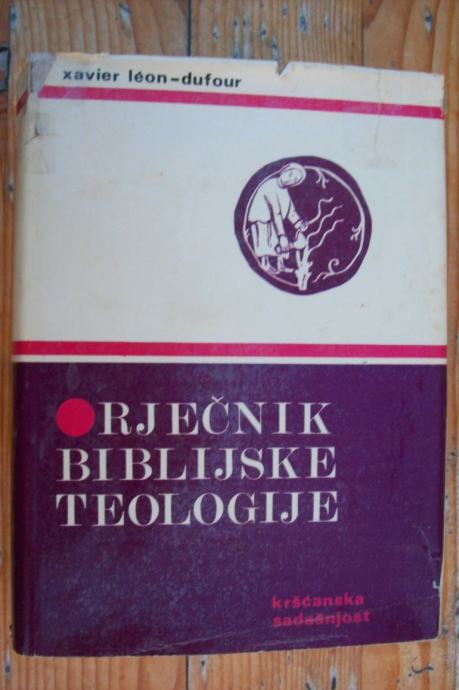 xavier léon-dufour
RJEČNIK
BIBLIJSKE
TEOLOGIJE
kršćanska
sadašnjost